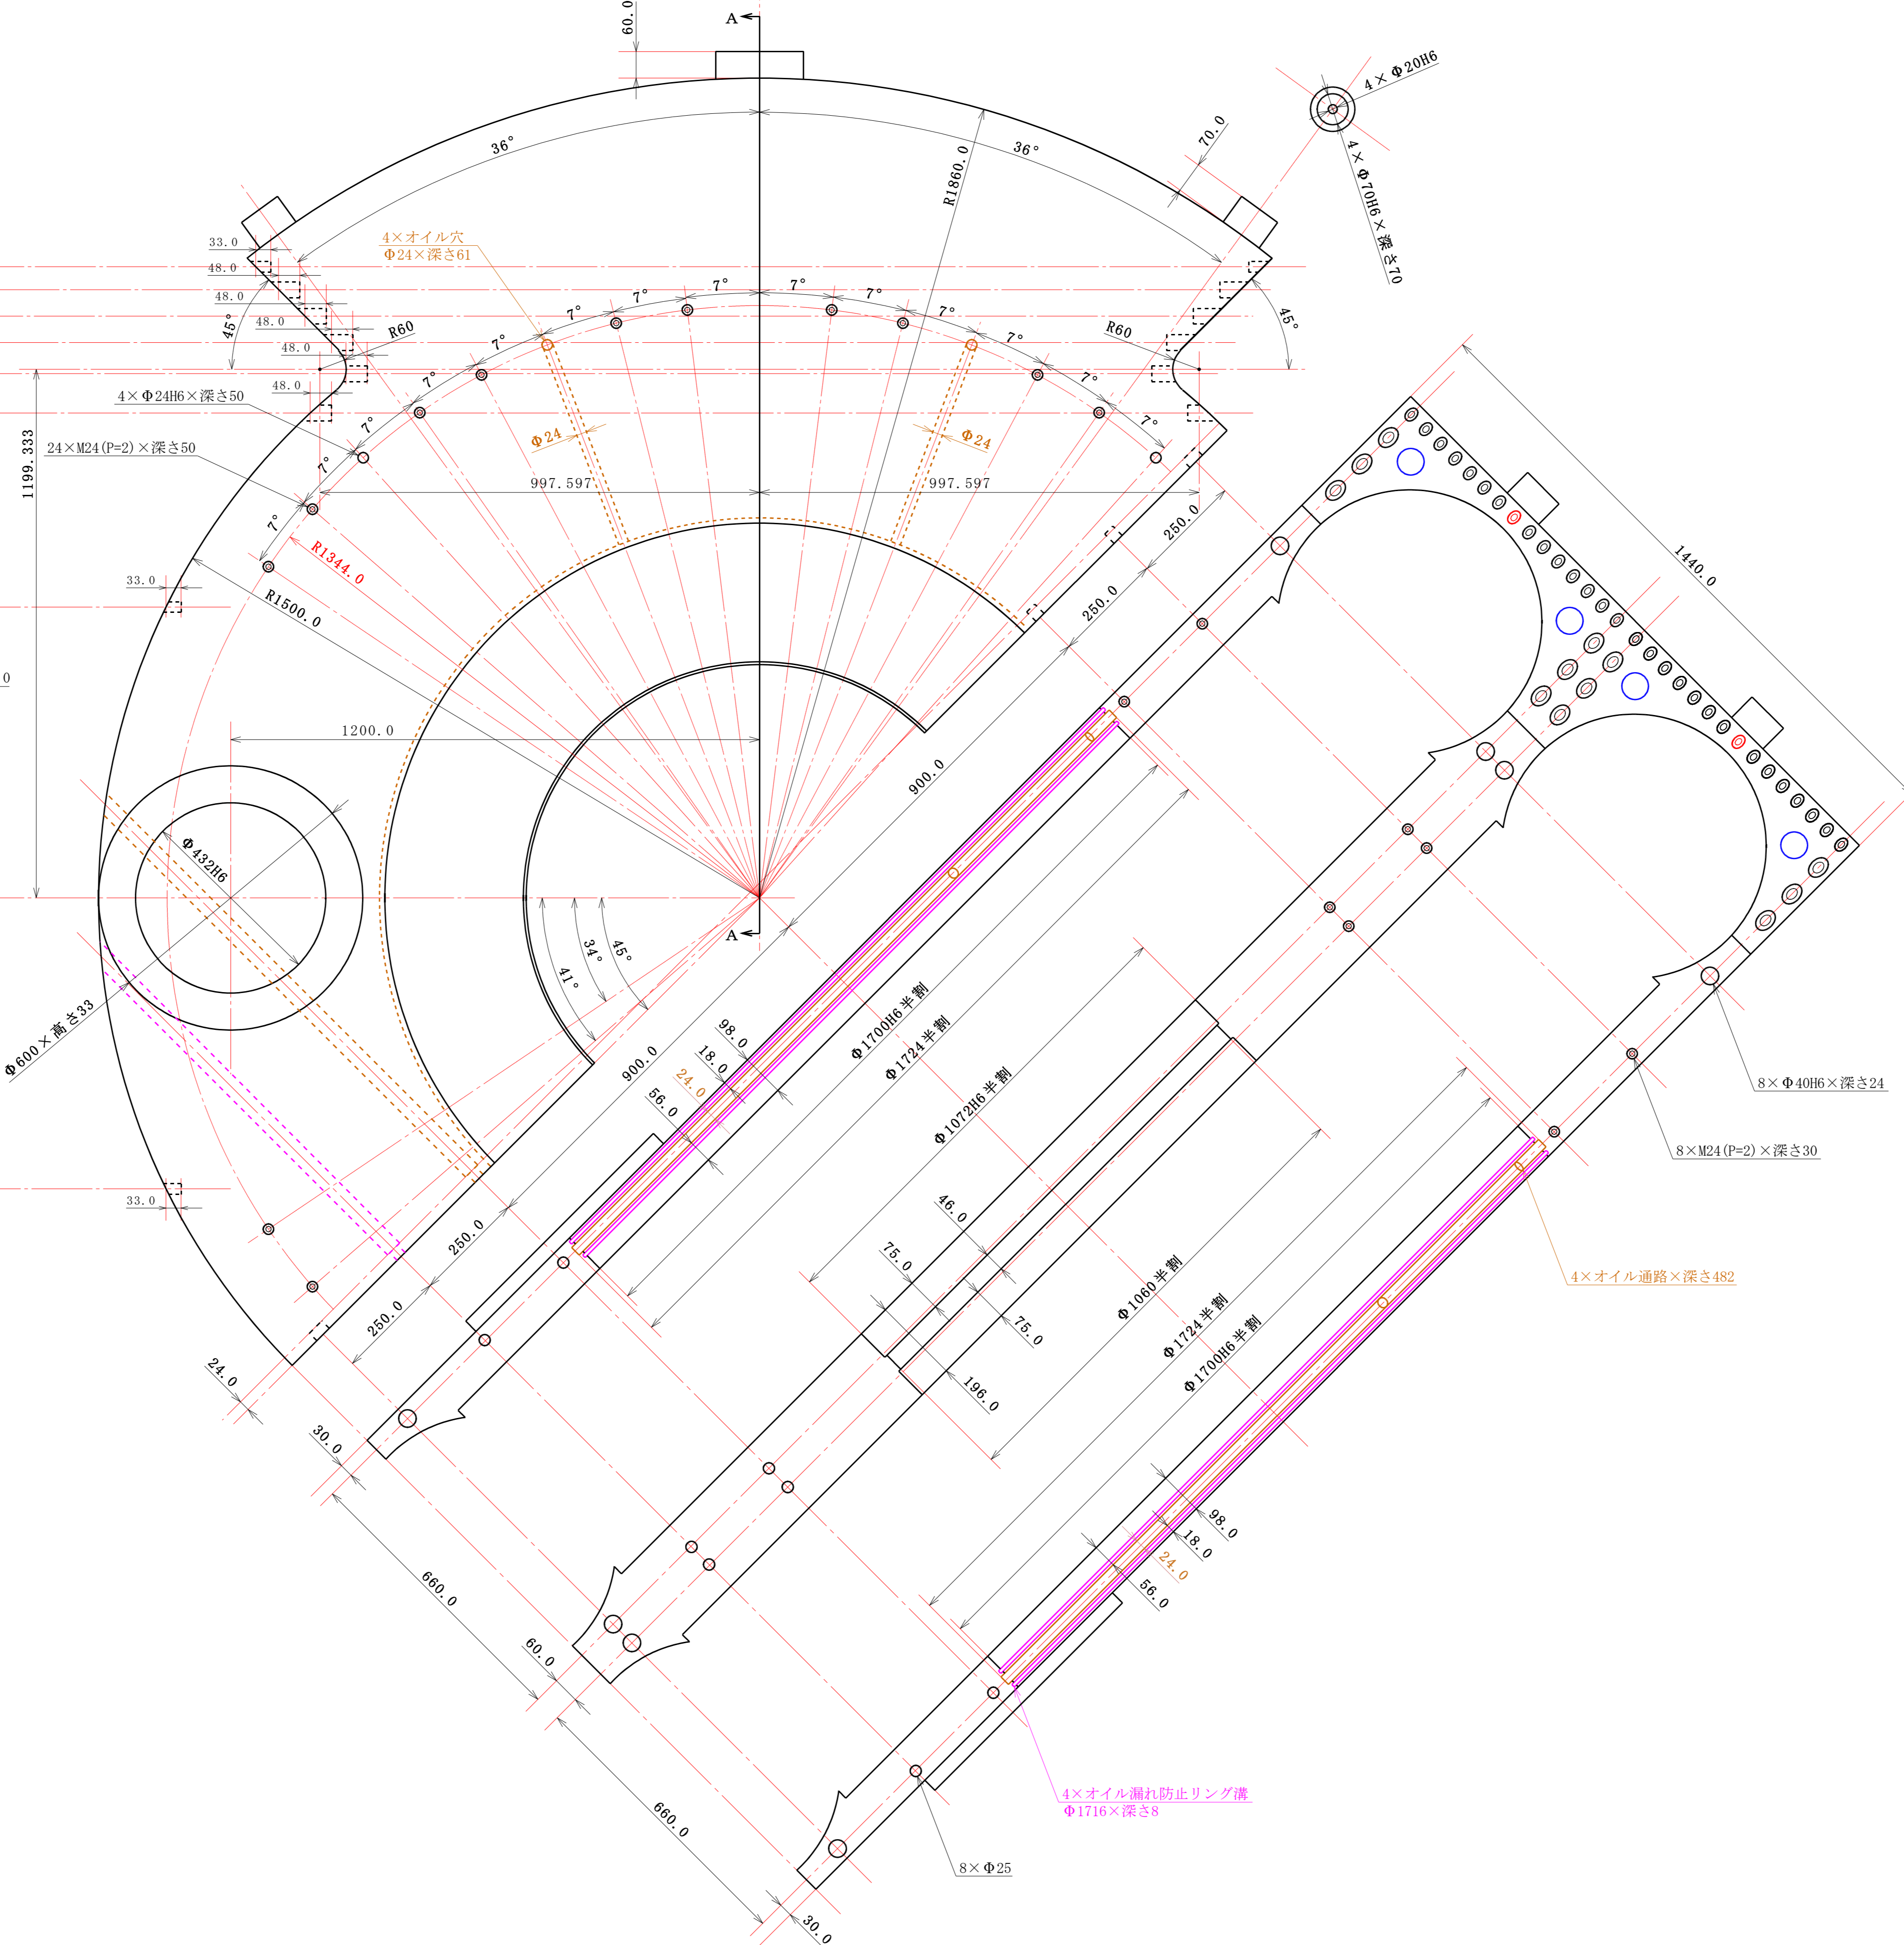 A
60.0
4×Φ20H6
4×Φ70H6×深さ70
70.0
36°
36°
R1860.0
4×オイル穴
Φ24×深さ61
33.0
48.0
48.0
48.0
48.0
48.0
45°
R60
R60
45°
7°
7°
7°
7°
7°
7°
7°
7°
7°
7°
7°
7°
7°
4×Φ24H6×深さ50
24×M24(P=2)×深さ50
Φ24
Φ24
1199.333
997.597
997.597
250.0
250.0
1440.0
R1344.0
R1500.0
33.0
0
1200.0
900.0
Φ432H6
A
45°
34°
41°
Φ600×高さ33
900.0
98.0
18.0
24.0
56.0
Φ1700H6半割
Φ1724半割
Φ1072H6半割
8×Φ40H6×深さ24
8×M24(P=2)×深さ30
33.0
250.0
250.0
46.0
75.0
75.0
196.0
Φ1060半割
Φ1724半割
Φ1700H6半割
4×オイル通路×深さ482
24.0
30.0
660.0
60.0
660.0
98.0
18.0
24.0
56.0
4×オイル漏れ防止リング溝
Φ1716×深さ8
8×Φ25
30.0